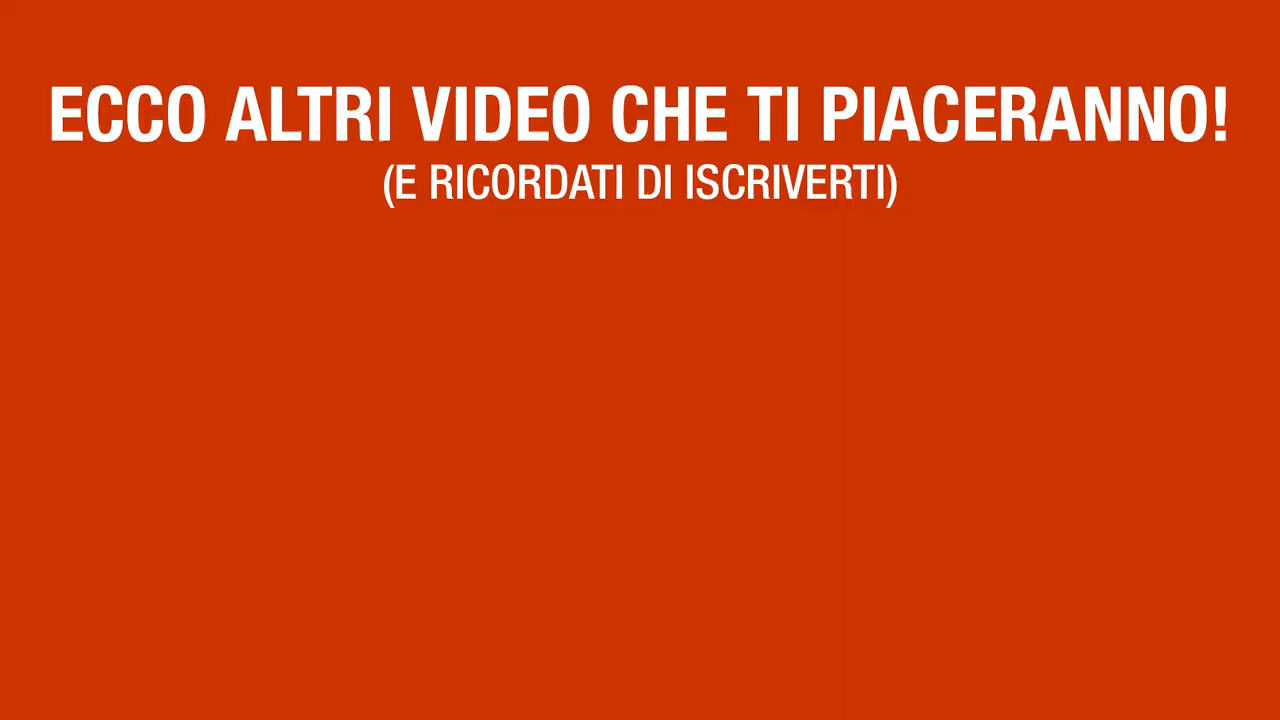 ECCO ALTRI VIDEO CHE TI PIACERANNO!
(E RICORDATI DI ISCRIVERTI)